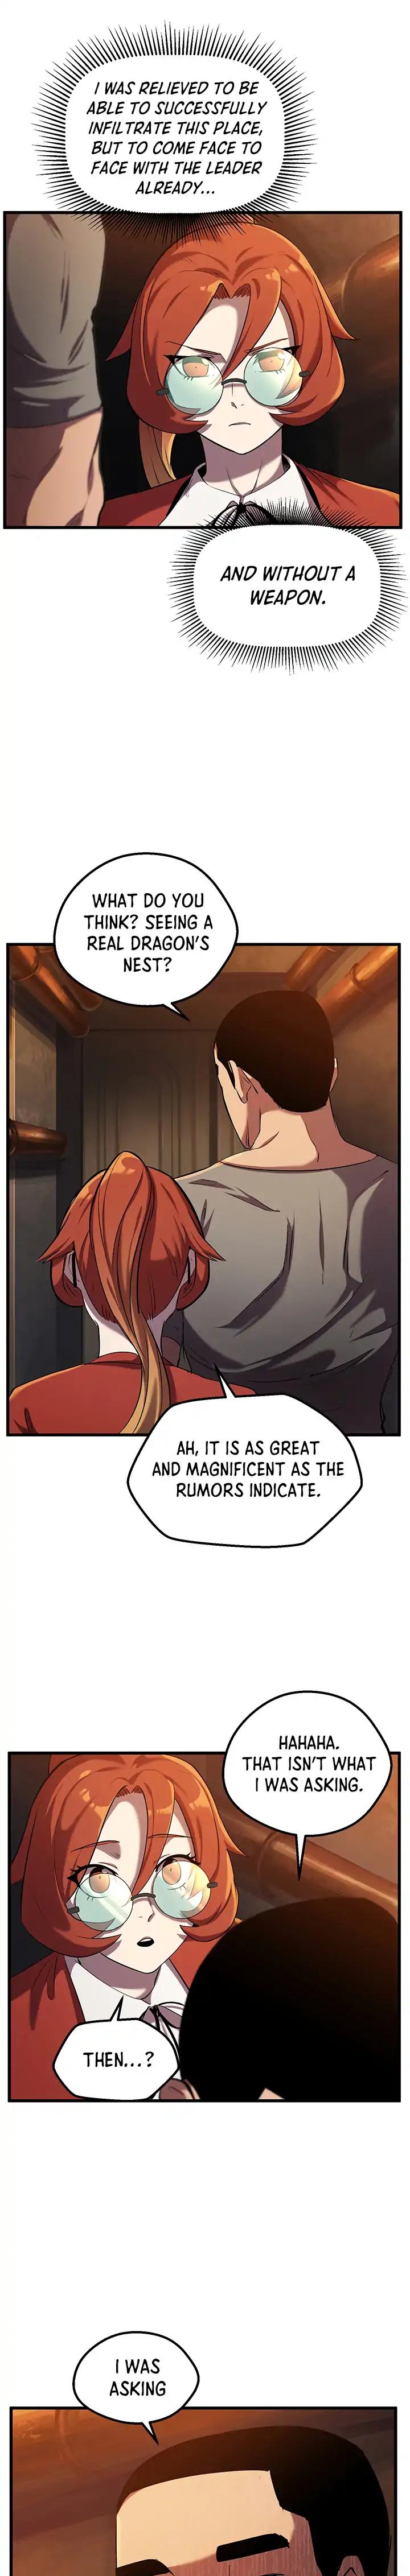 I WAS RELIEVED TO BE
ABLE TO SUCCESSFULLY
INFILTRATE THIS PLACE,
BUT TO COME FACE TO
FACE WITH THE LEADER
ALREADY...
AND WITHOUT A
WEAPON.
WHAT DO YOU
THINK? SEEING A
REAL DRAGON'S
NEST?
AH, IT IS AS GREAT
AND MAGNIFICENT AS THE
RUMORS INDICATE.
HAHAHA.
THAT ISN'T WHAT
I WAS ASKING.
THEN...?
I WAS
ASKING